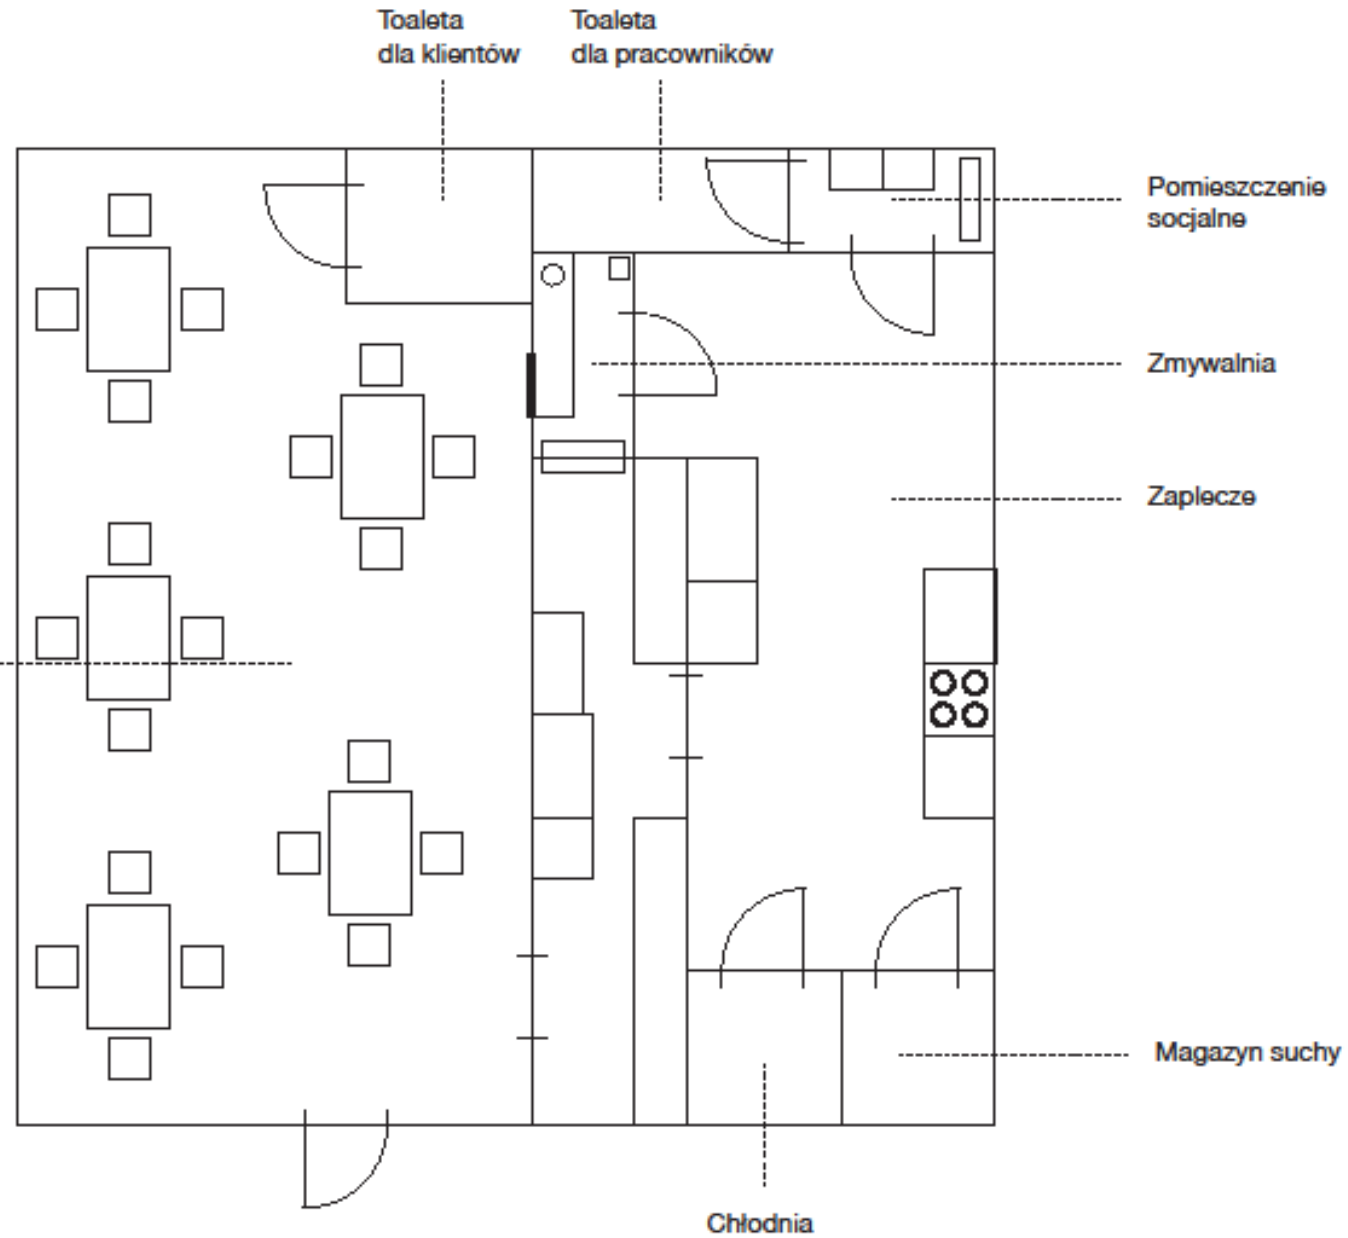 Toaleta
dla klientów
Toaleta
dla pracowników
Pomieszczenie
socjalne
Zmywalnia
Zaplecze
Magazyn suchy
Chłodnia